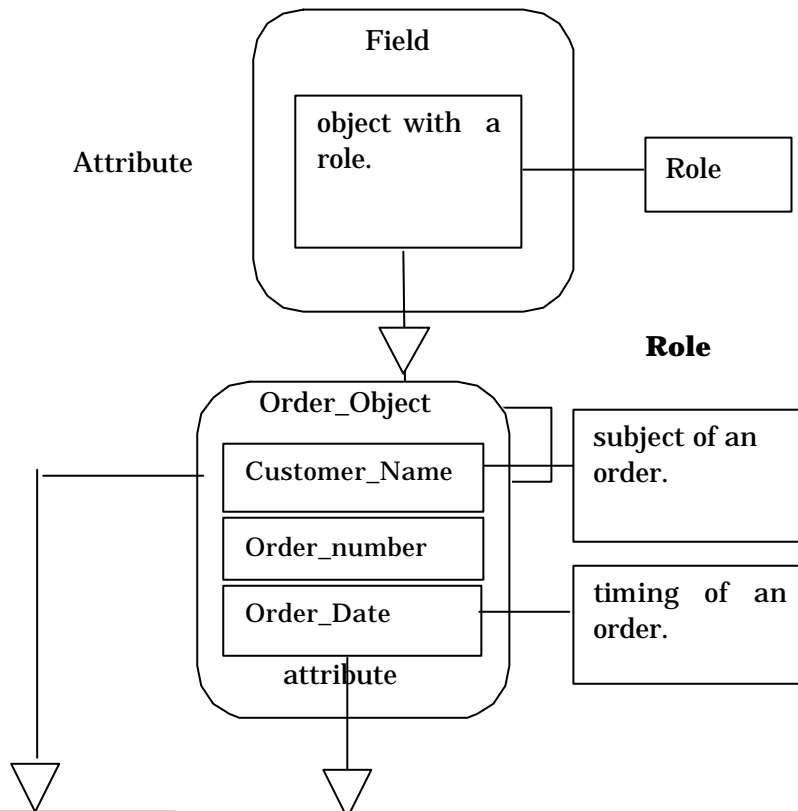 Field
object with a
role.
Attribute
Role
Role
Order_Object
Customer_Name
subject of an
order.
Order_number
Order_Date
timing of an
order.
attribute